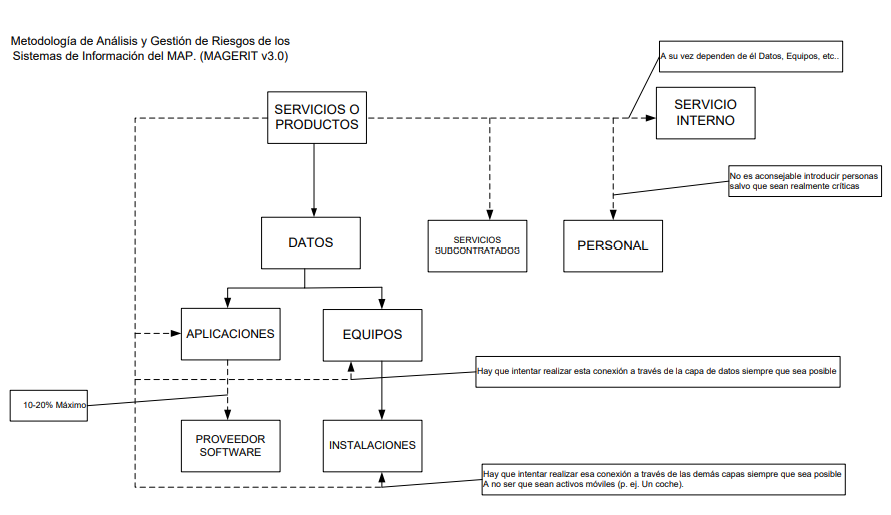 Metodología de Análisis y Gestión de Riesgos de los
Sistemas de Información del MAP. (MAGERIT v3.0)
A su vez dependen de él Datos, Equipos, etc..
SERVICIOS O
PRODUCTOS
SERVICIO
INTERNO
No es aconsejable introducir personas
salvo que sean realmente críticas
DATOS
SERVICIOS
SUBCONTRATADOS
PERSONAL
APLICACIONES
EQUIPOS
Hay que intentar realizar esta conexión a través de la capa de datos siempre que sea posible
10-20% Máximo
PROVEEDOR
SOFTWARE
INSTALACIONES
Hay que intentar realizar esa conexión a través de las demás capas siempre que sea posible
A no ser que sean activos móviles (p. ej. Un coche).